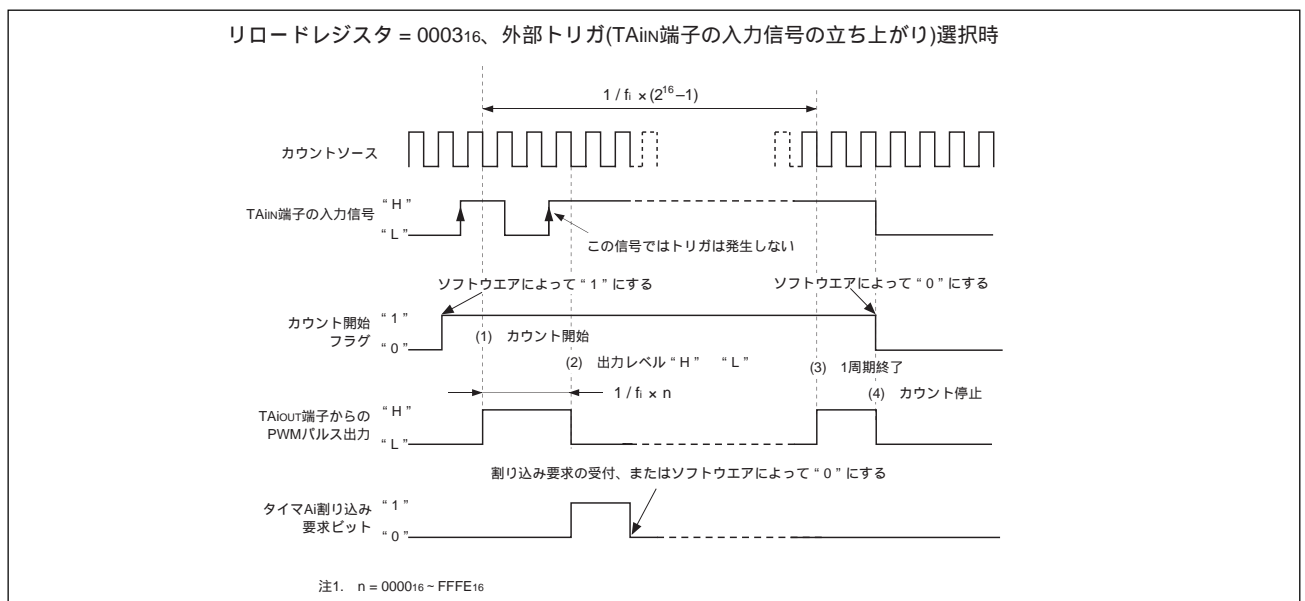 リロードレジスタ = 000316、外部トリガ(TAiIN端子の入力信号の立ち上がり)選択時
1 / fi × (2^16 –1)
カウントソース
TAiIN端子の入力信号
“ H ”
“ L ”
この信号ではトリガは発生しない
ソフトウエアによって “ 1 ” にする
ソフトウエアによって “ 0 ” にする
カウント開始
フラグ
“ 1 ”
“ 0 ”
(1) カウント開始
(2) 出力レベル “ H ” “ L ”
(3) 1周期終了
(4) カウント停止
1 / fi × n
TAiOUT端子からの
PWMパルス出力
“ H ”
“ L ”
割り込み要求の受付、またはソフトウエアによって “ 0 ” にする
タイマAi割り込み
要求ビット
“ 1 ”
“ 0 ”
注1. n = 000016 ~ FFFE16